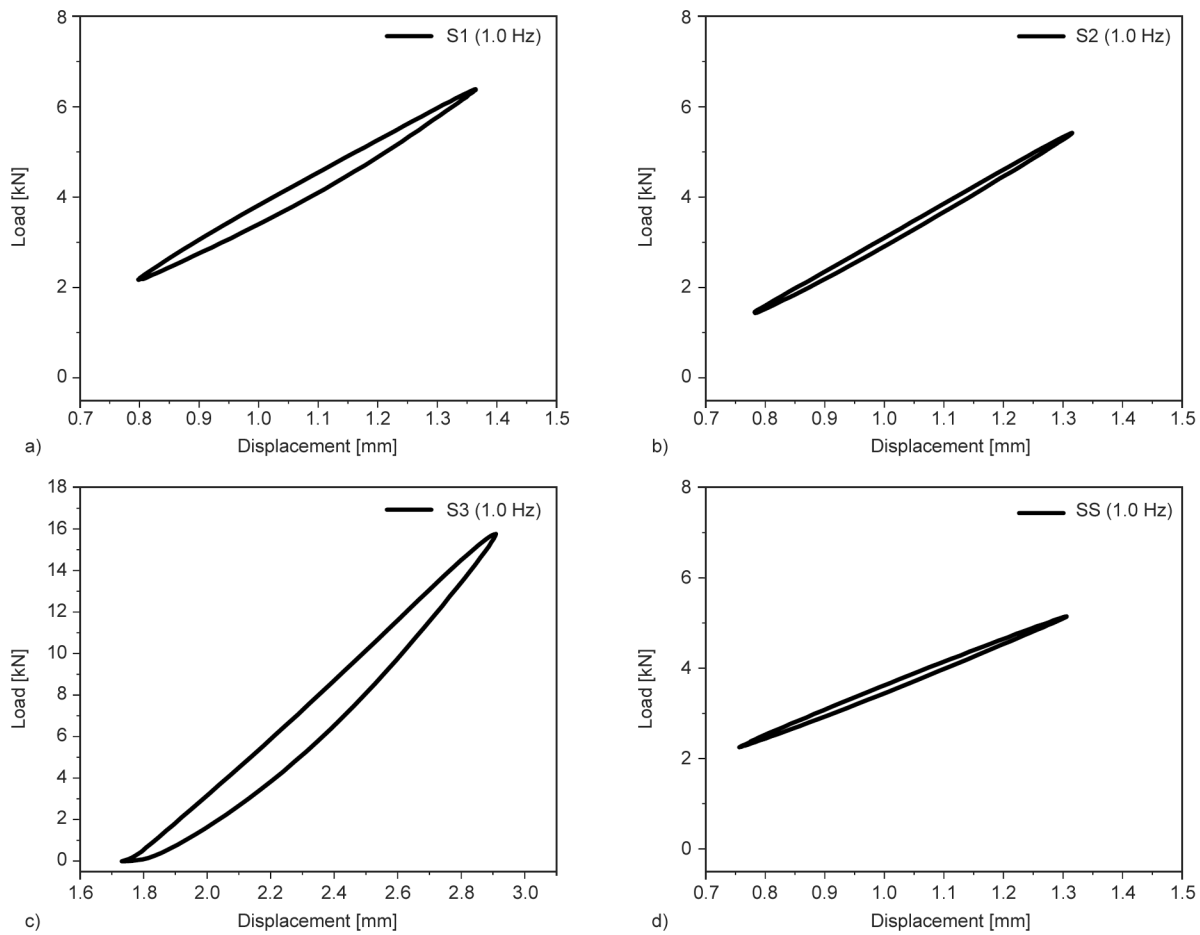 8
6
4
2
0
Load [kN]
S1 (1.0 Hz)
0.7 0.8 0.9 1.0 1.1 1.2 1.3 1.4 1.5
Displacement [mm]
a)
8
6
4
2
0
Load [kN]
S2 (1.0 Hz)
0.7 0.8 0.9 1.0 1.1 1.2 1.3 1.4 1.5
Displacement [mm]
b)
18
16
14
12
10
8
6
4
2
0
Load [kN]
S3 (1.0 Hz)
1.6 1.8 2.0 2.2 2.4 2.6 2.8 3.0
Displacement [mm]
c)
8
6
4
2
0
Load [kN]
SS (1.0 Hz)
0.7 0.8 0.9 1.0 1.1 1.2 1.3 1.4 1.5
Displacement [mm]
d)